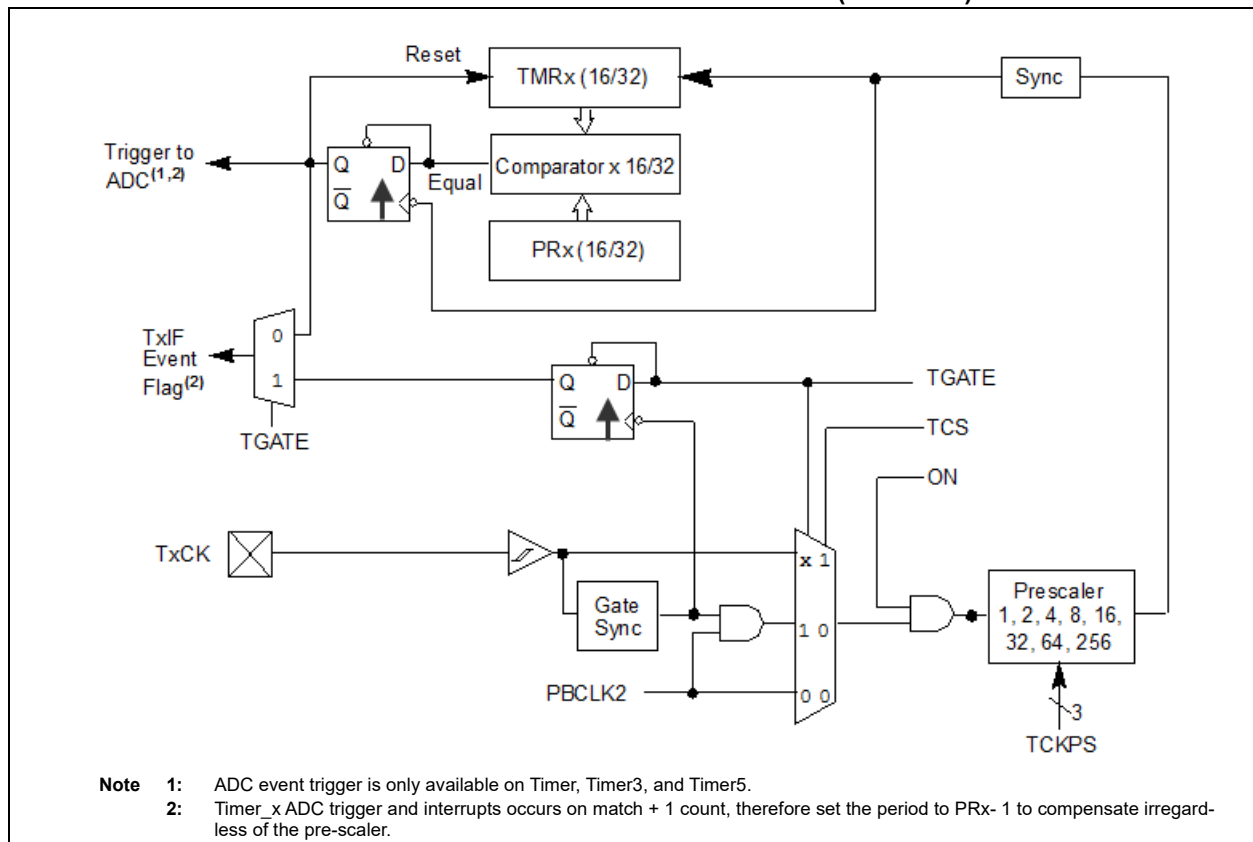 Reset
TMRx (16/32)
Sync
Trigger to
ADC(1,2)
Q D
Q
Equal
Comparator x 16/32
PRx (16/32)
TxIF
Event
Flag(2)
0
1
TGATE
Q D
Q
TGATE
TCS
ON
TxCK
Gate
Sync
x 1
1 0
0 0
PBCLK2
Prescaler
1, 2, 4, 8, 16,
32, 64, 256
3
TCKPS
Note 1: ADC event trigger is only available on Timer, Timer3, and Timer5.
2: Timer_x ADC trigger and interrupts occurs on match + 1 count, therefore set the period to PRx- 1 to compensate irregard-
less of the pre-scaler.